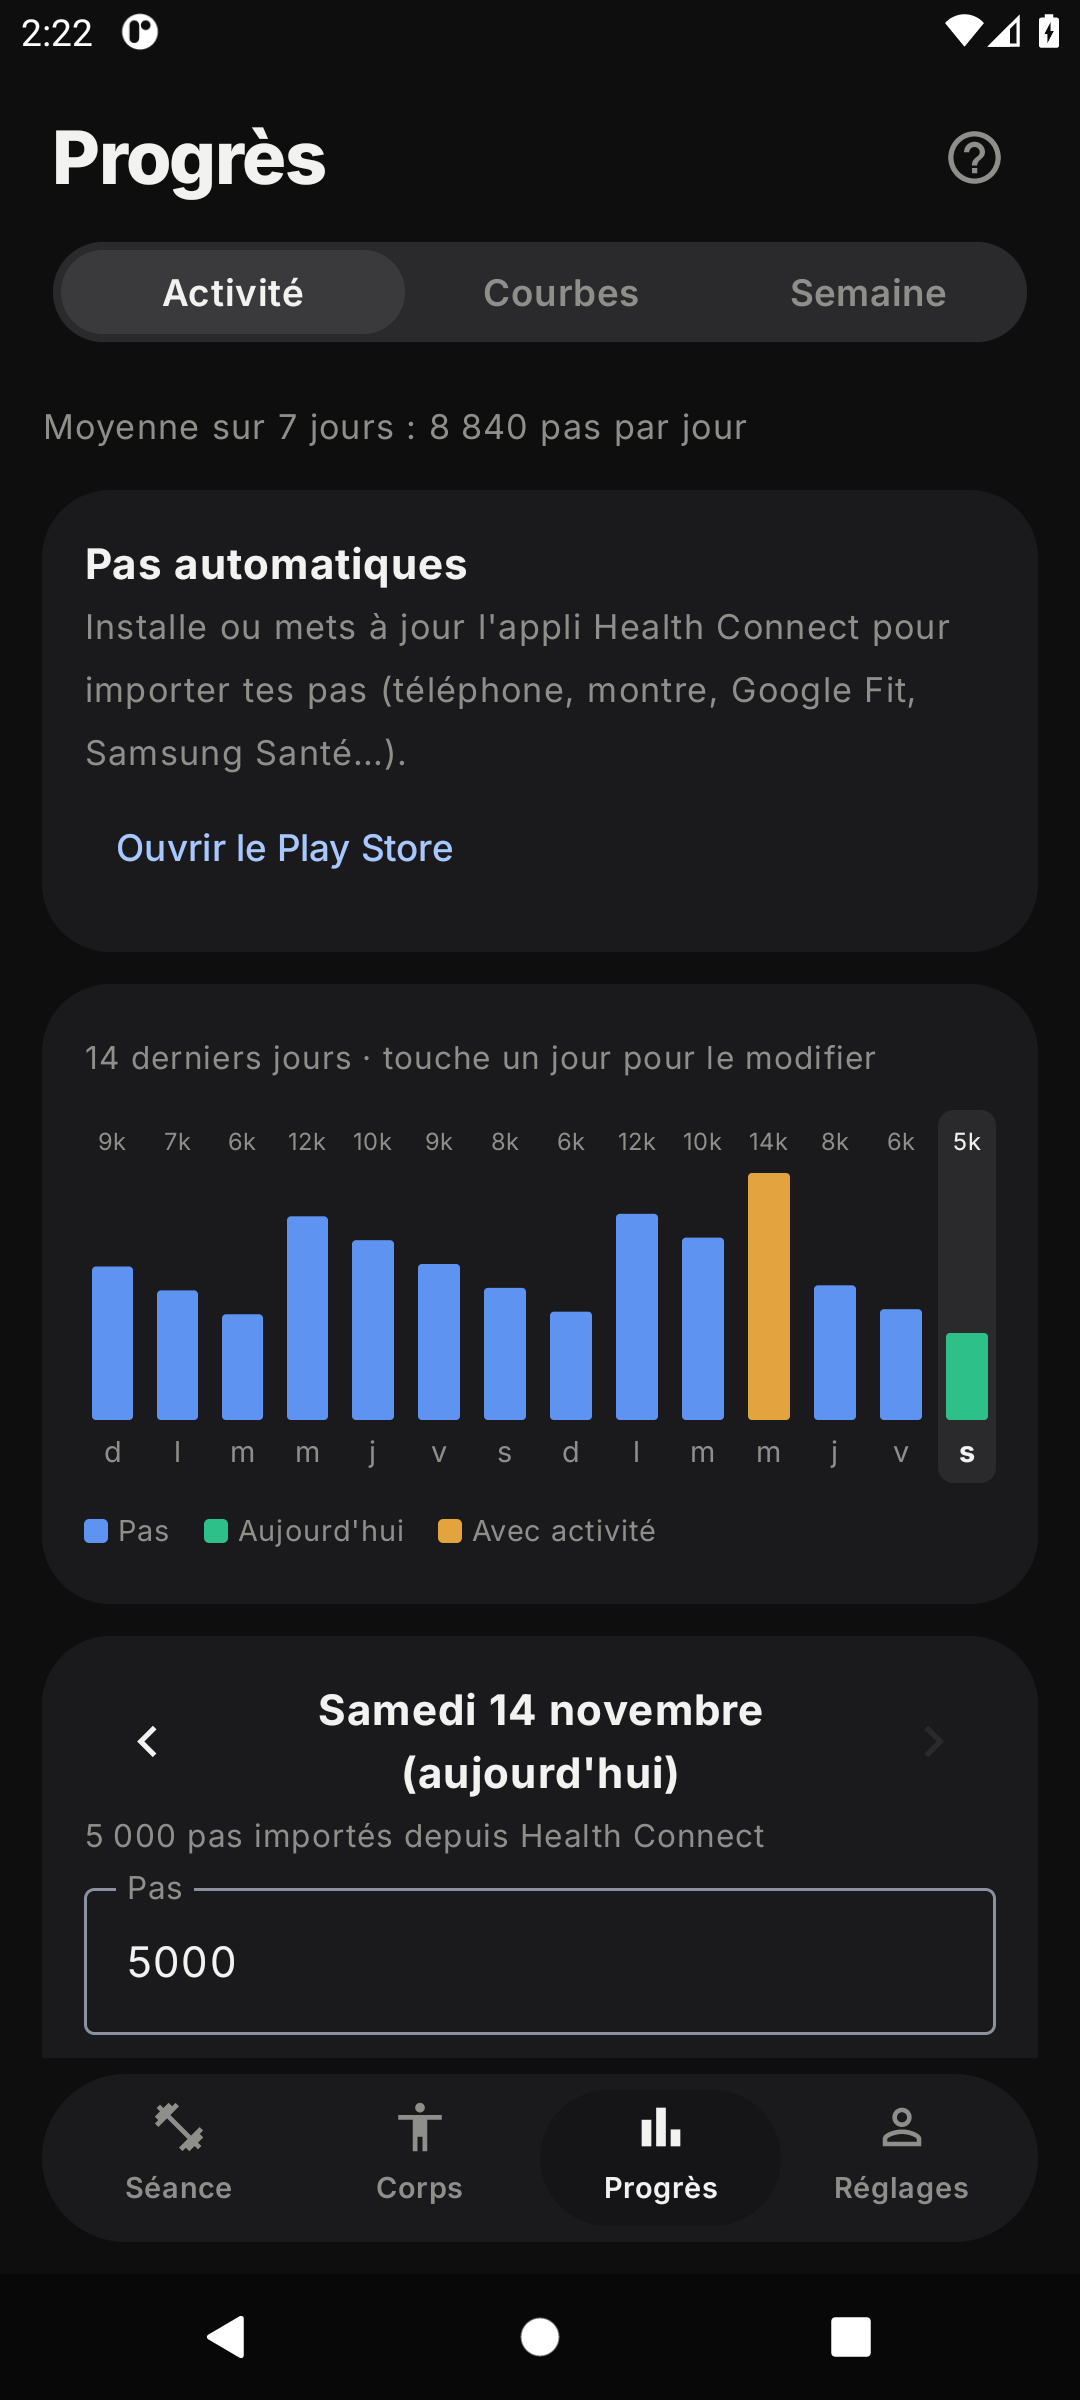 2:22
Progrès
Activité Courbes Semaine
Moyenne sur 7 jours : 8 840 pas par jour
Pas automatiques
Installe ou mets à jour l'appli Health Connect pour
importer tes pas (téléphone, montre, Google Fit,
Samsung Santé...).
Ouvrir le Play Store
14 derniers jours · touche un jour pour le modifier
9k 7k 6k 12k 10k 9k 8k 6k 12k 10k 14k 8k 6k 5k
d l m m j v s d l m m j v s
Pas Aujourd'hui Avec activité
Samedi 14 novembre
(aujourd'hui)
5 000 pas importés depuis Health Connect
Pas
5000
Séance Corps Progrès Réglages